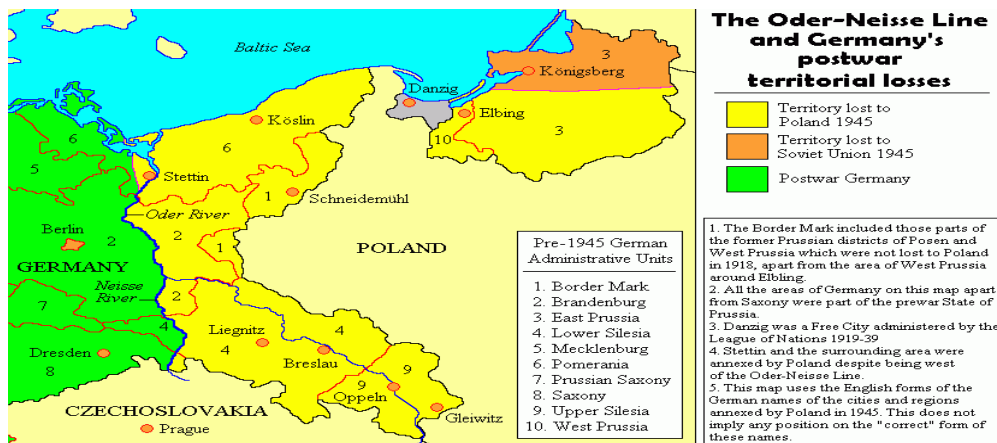 The Oder-Neisse Line
and Germany's
postwar
territorial losses
Territory lost to
Poland 1945
Territory lost to
Soviet Union 1945
Postwar Germany
Baltic Sea
3
Königsberg
Danzig
Elbing
Köslin
10
3
6
6
5
Stettin
1
Schneidemühl
Oder River
Berlin
2
2
1
POLAND
GERMANY
Neisse
River
2
7
4
Liegnitz
4
4
Dresden
8
Breslau
9
9
Oppeln
Gleiwitz
CZECHOSLOVAKIA
Prague
Pre-1945 German
Administrative Units
1. Border Mark
2. Brandenburg
3. East Prussia
4. Lower Silesia
5. Mecklenburg
6. Pomerania
7. Prussian Saxony
8. Saxony
9. Upper Silesia
10. West Prussia
1. The Border Mark included those parts of
the former Prussian districts of Posen and
West Prussia which were not lost to Poland
in 1918, apart from the area of West Prussia
around Elbling.
2. All the areas of Germany on this map apart
from Saxony were part of the prewar State of
Prussia.
3. Danzig was a Free City administered by the
League of Nations 1919-39
4. Stettin and the surrounding area were
annexed by Poland despite being west
of the Oder-Neisse Line.
5. This map uses the English forms of the
German names of the cities and regions
annexed by Poland in 1945. This does not
imply any position on the "correct" form of
these names.